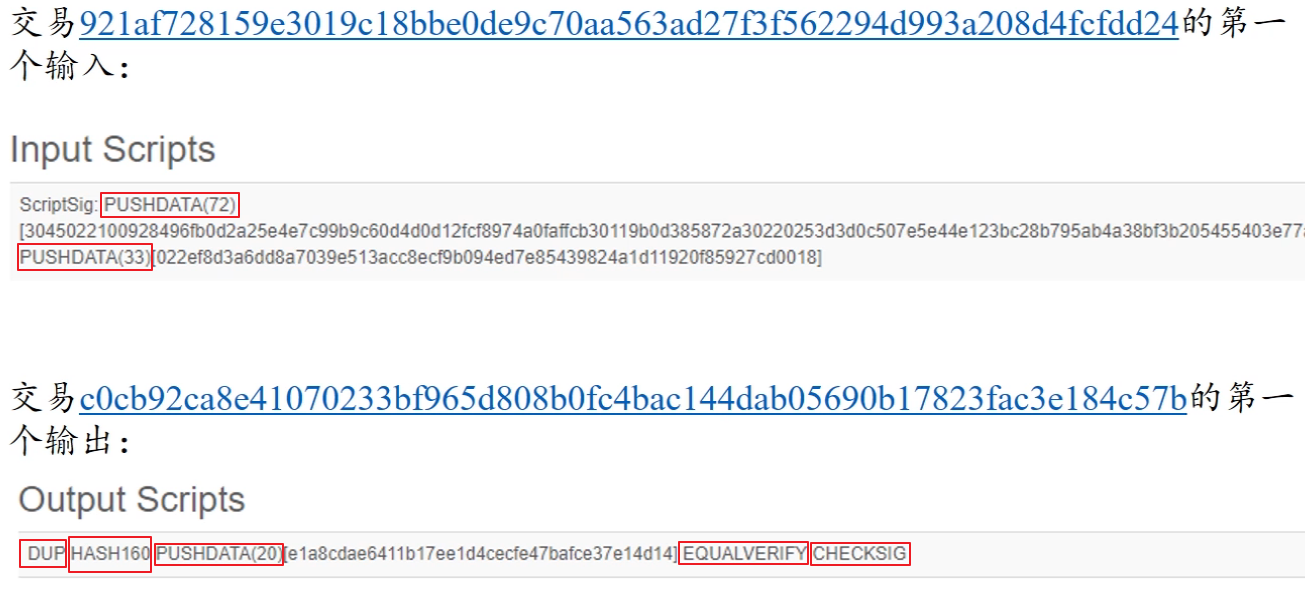 交易921af728159e3019c18bbe0de9c70aa563ad27f3f562294d993a208d4fcfdd24的第一
个输入：
Input Scripts
ScriptSig: PUSHDATA(72)
[3045022100928496fb0d2a25e4e7c99b9c60d4d0d12fcf8974a0faffcb30119b0d385872a30220253d3d0c507e5e44e123bc28b795ab4a38bf3b205455403e77a
PUSHDATA(33)[022ef8d3a6dd8a7039e513acc8ecf9b094ed7e85439824a1d11920f85927cd0018]
交易c0cb92ca8e41070233bf965d808b0fc4bac144dab05690b17823fac3e184c57b的第一
个输出：
Output Scripts
DUP HASH160 PUSHDATA(20)[e1a8cdae6411b17ee1d4cecfe47bafce37e14d14] EQUALVERIFY CHECKSIG